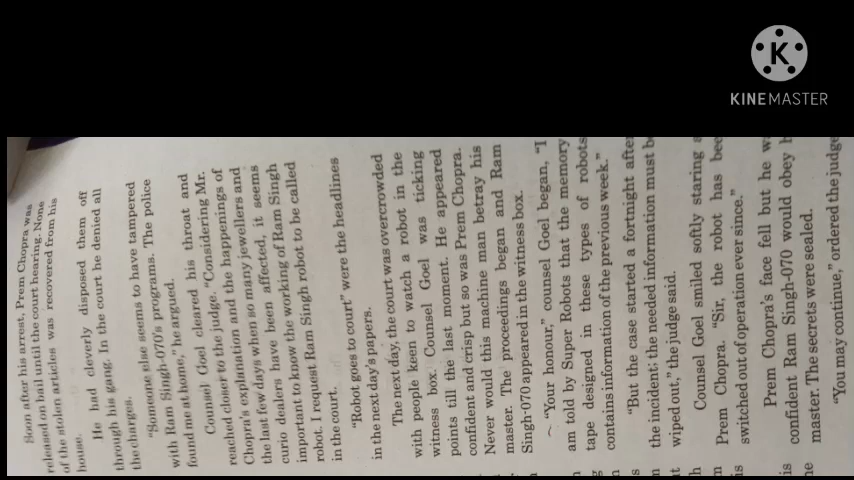 Soon after his arrest, Prem Chopra was
released on bail until the court hearing. None
of the stolen articles was recovered from his
house.
He had cleverly disposed them off
through his gang. In the court he denied all
the charges.
"Someone else seems to have tampered
with Ram Singh-070's programs. The police
found me at home," he argued.
Counsel Goel cleared his throat and
reached closer to the judge. "Considering Mr.
Chopra's explanation and the happenings of
the last few days when so many jewellers and
curio dealers have been affected, it seems
important to know the working of Ram Singh
robot. I request Ram Singh robot to be called
in the court.
"Robot goes to court" were the headlines
in the next day's papers.
The next day, the court was overcrowded
with people keen to watch a robot in the
witness box. Counsel Goel was ticking
points till the last moment. He appeared
confident and crisp but so was Prem Chopra.
Never would this machine man betray his
master. The proceedings began and Ram
Singh-070 appeared in the witness box.
"Your honour," counsel Goel began, "I
am told by Super Robots that the memory
tape designed in these types of robots
contains information of the previous week."
"But the case started a fortnight after
the incident; the needed information must b
wiped out," the judge said.
Counsel Goel smiled softly staring a
Prem Chopra. "Sir, the robot has bee
switched out of operation ever since."
Prem Chopra's face fell but he wa
confident Ram Singh-070 would obey h
master. The secrets were sealed.
"You may continue," ordered the judge
KINEMASTER